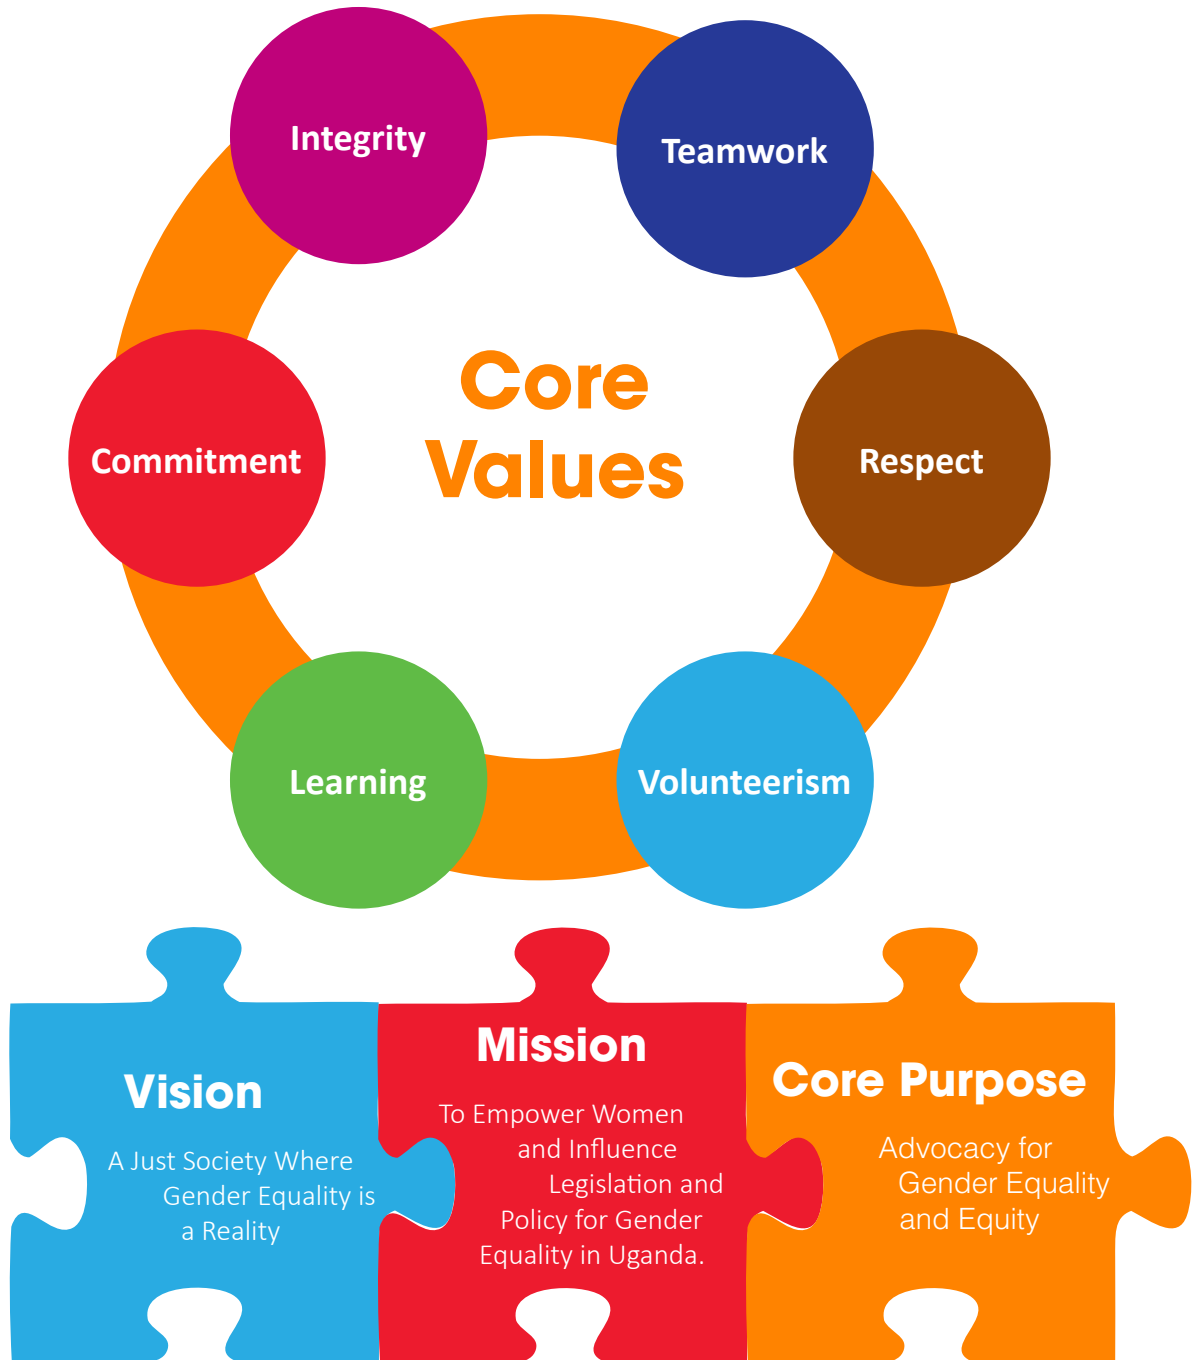 Integrity
Teamwork
Core
Values
Commitment
Respect
Learning
Volunteerism
Vision
A Just Society Where
Gender Equality is
a Reality
Mission
To Empower Women
and Influence
Legislation and
Policy for Gender
Equality in Uganda.
Core Purpose
Advocacy for
Gender Equality
and Equity